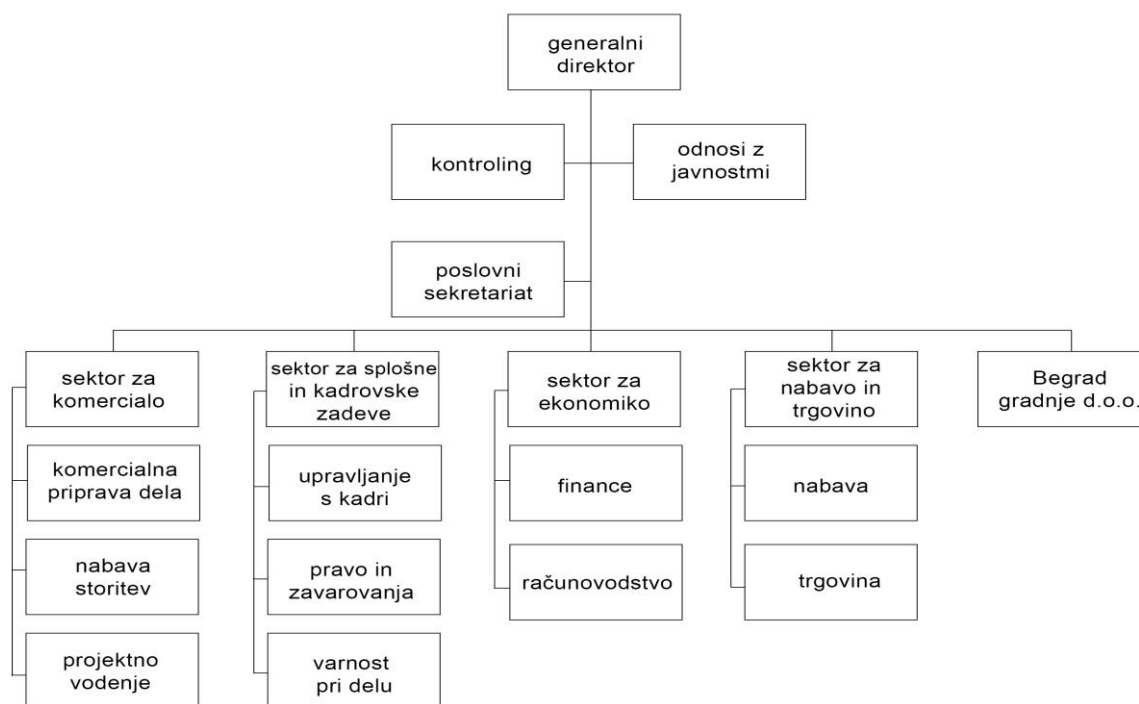 generalni
direktor
kontroling
odnosi z
javnostmi
poslovni
sekretariat
sektor za
komercialo
sektor za splošne
in kadrovske
zadeve
sektor za
ekonomiko
sektor za
nabavo in
trgovino
Begrad
gradnje d.o.o.
komercialna
priprava dela
upravljanje
s kadri
finance
nabava
nabava
storitev
pravo in
zavarovanja
računovodstvo
trgovina
projektno
vodenje
varnost
pri delu